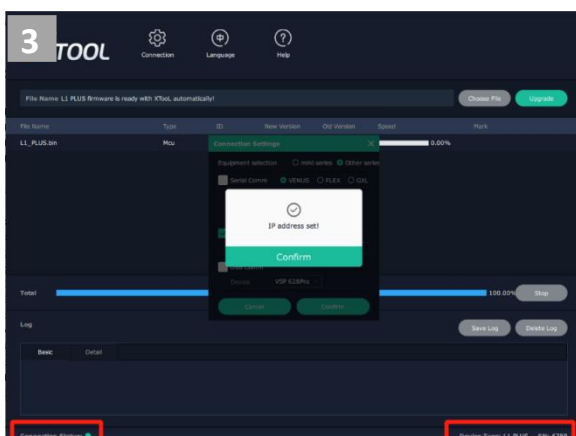 3
TOOL
Connection
Language
Help
File Name L1 PLUS firmware is ready with XTool automatically!
Choose File
Upgrade
File Name
Type
ID
New Version
Old Version
Speed
Mark
L1_PLUS.bin
Mcu
0.00%
Connection Settings
Equipment selection
mini series
Other series
Serial Comm
VENUS
FLEX
GXL
IP address set!
Confirm
Device
VSP 628Pro
Cancel
Confirm
Total
100.00%
Stop
Log
Save Log
Delete Log
Basic
Detail
Connection Status:
Device Type: L1 PLUS